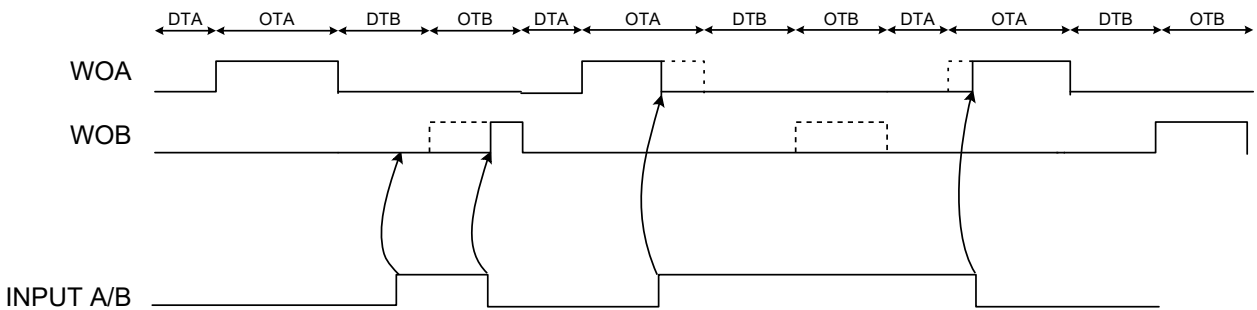 DTA OTA DTB OTB DTA OTA DTB OTB DTA OTA DTB OTB
WOA
WOB
INPUT A/B